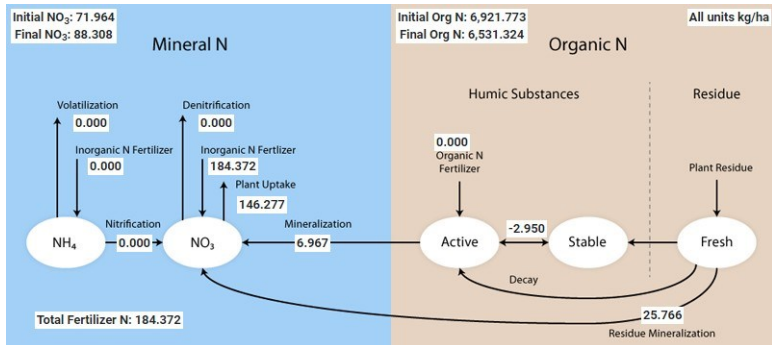 Initial NO₃: 71.964
Final NO₃: 88.308
Mineral N
Initial Org N: 6,921.773
Final Org N: 6,531.324
All units kg/ha
Organic N
Humic Substances
Residue
Volatilization
0.000
Inorganic N Fertilizer
0.000
Denitrification
0.000
Inorganic N Fertlizer
184.372
Plant Uptake
146.277
0.000
Organic N
Fertilizer
Plant Residue
NH₄
Nitrification
0.000
NO₃
Mineralization
6.967
Active
-2.950
Stable
Fresh
Decay
25.766
Residue Mineralization
Total Fertilizer N: 184.372